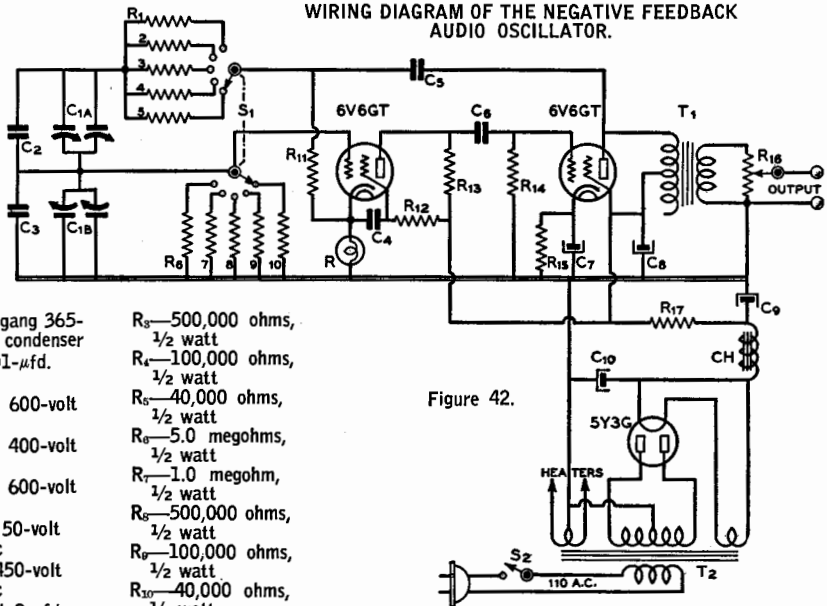 WIRING DIAGRAM OF THE NEGATIVE FEEDBACK
AUDIO OSCILLATOR.
R1
2
3
4
5
C1A
C2
C3
C1B
S1
R6
7
8
9
10
R11
6V6GT
C4
R12
R
C5
C6
R13
R14
6V6GT
R15
C7
C8
T1
R16
OUTPUT
C9
R17
CH
C10
5Y3G
HEATERS
T2
S2
110 A.C.
Figure 42.
gang 365-
condenser
1-μfd.
600-volt
400-volt
600-volt
50-volt
450-volt
R3—500,000 ohms,
1/2 watt
R4—100,000 ohms,
1/2 watt
R5—40,000 ohms,
1/2 watt
R6—5.0 megohms,
1/2 watt
R7—1.0 megohm,
1/2 watt
R8—500,000 ohms,
1/2 watt
R9—100,000 ohms,
1/2 watt
R10—40,000 ohms,